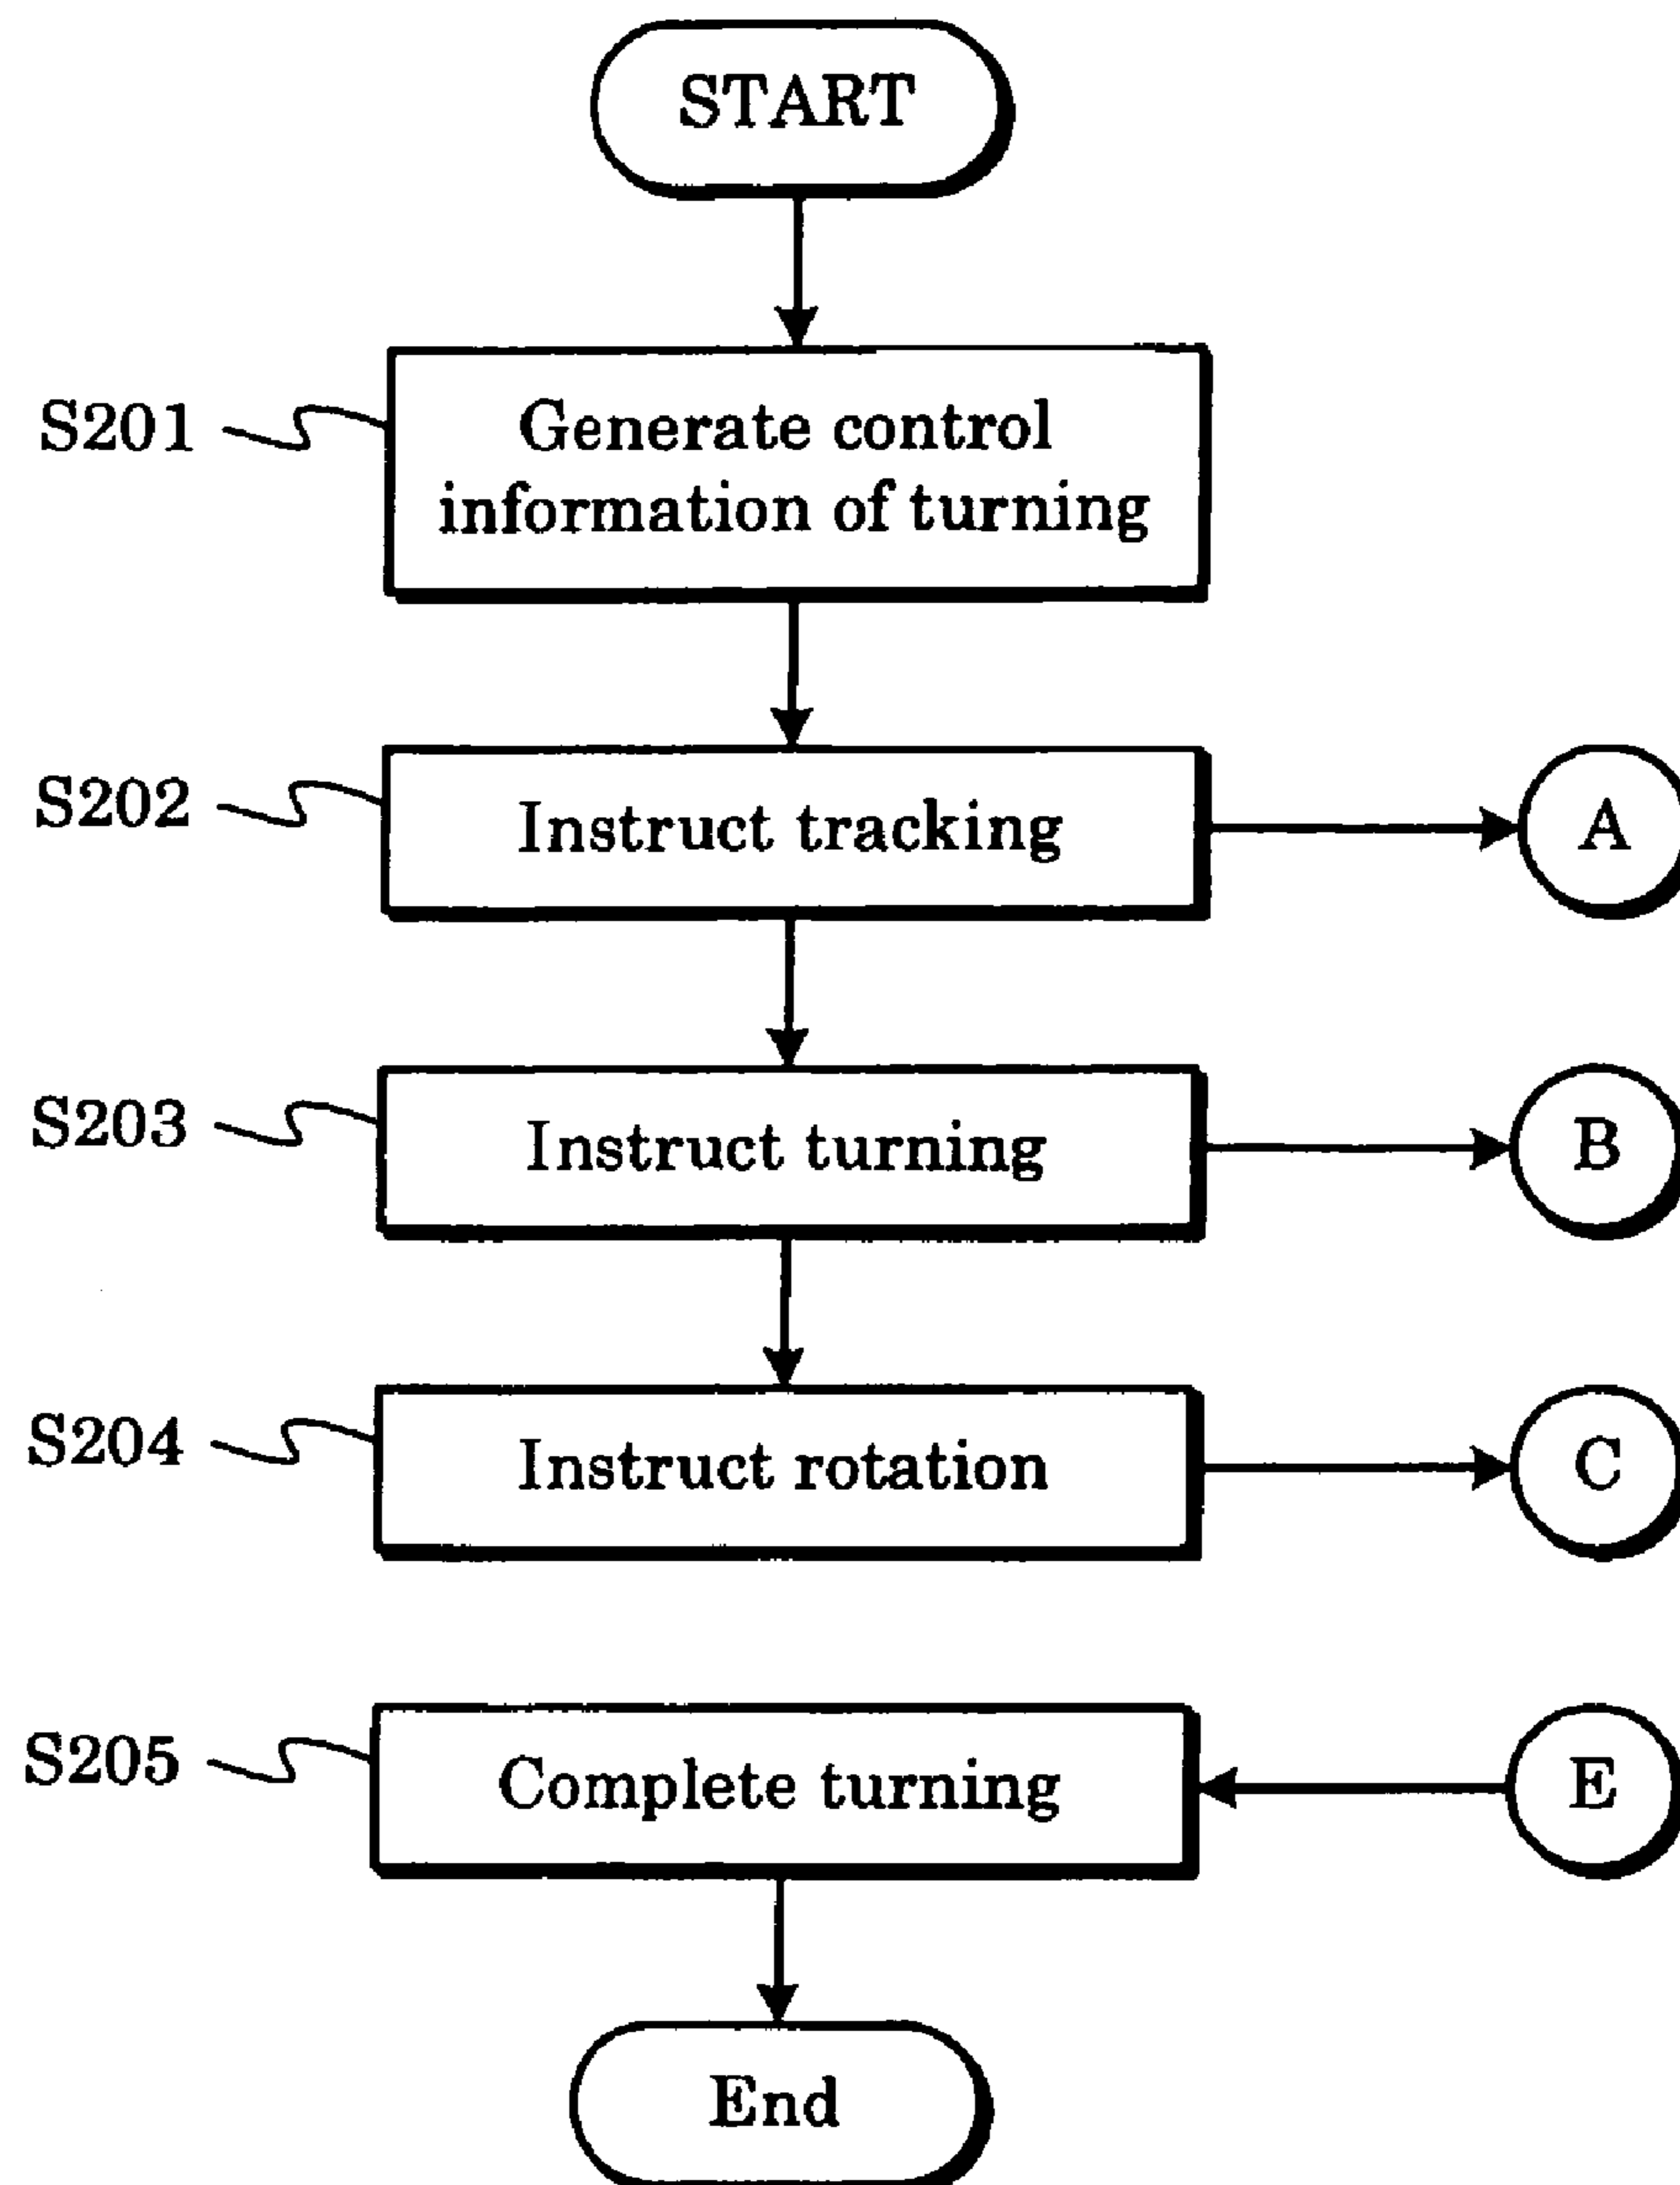 START
S201
Generate control
information of turning
S202
Instruct tracking
A
S203
Instruct turning
B
S204
Instruct rotation
C
S205
Complete turning
E
End